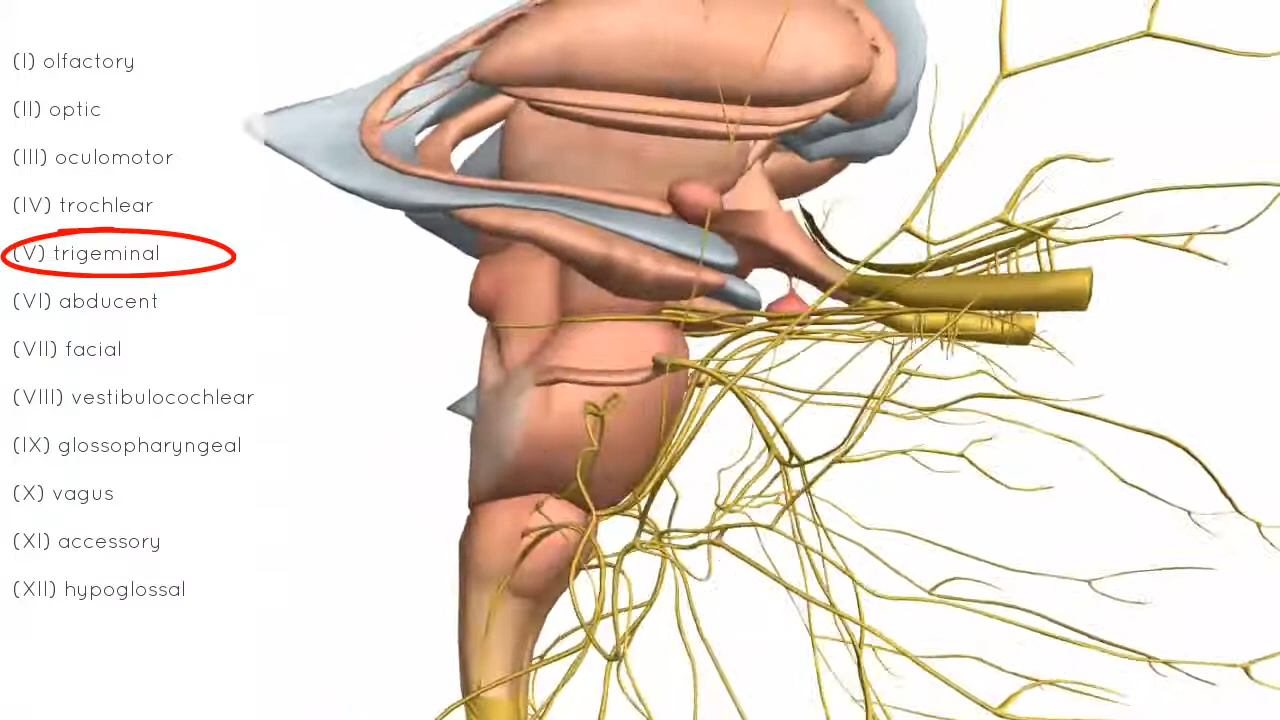 (I) olfactory
(II) optic
(III) oculomotor
(IV) trochlear
(V) trigeminal
(VI) abducent
(VII) facial
(VIII) vestibulocochlear
(IX) glossopharyngeal
(X) vagus
(XI) accessory
(XII) hypoglossal